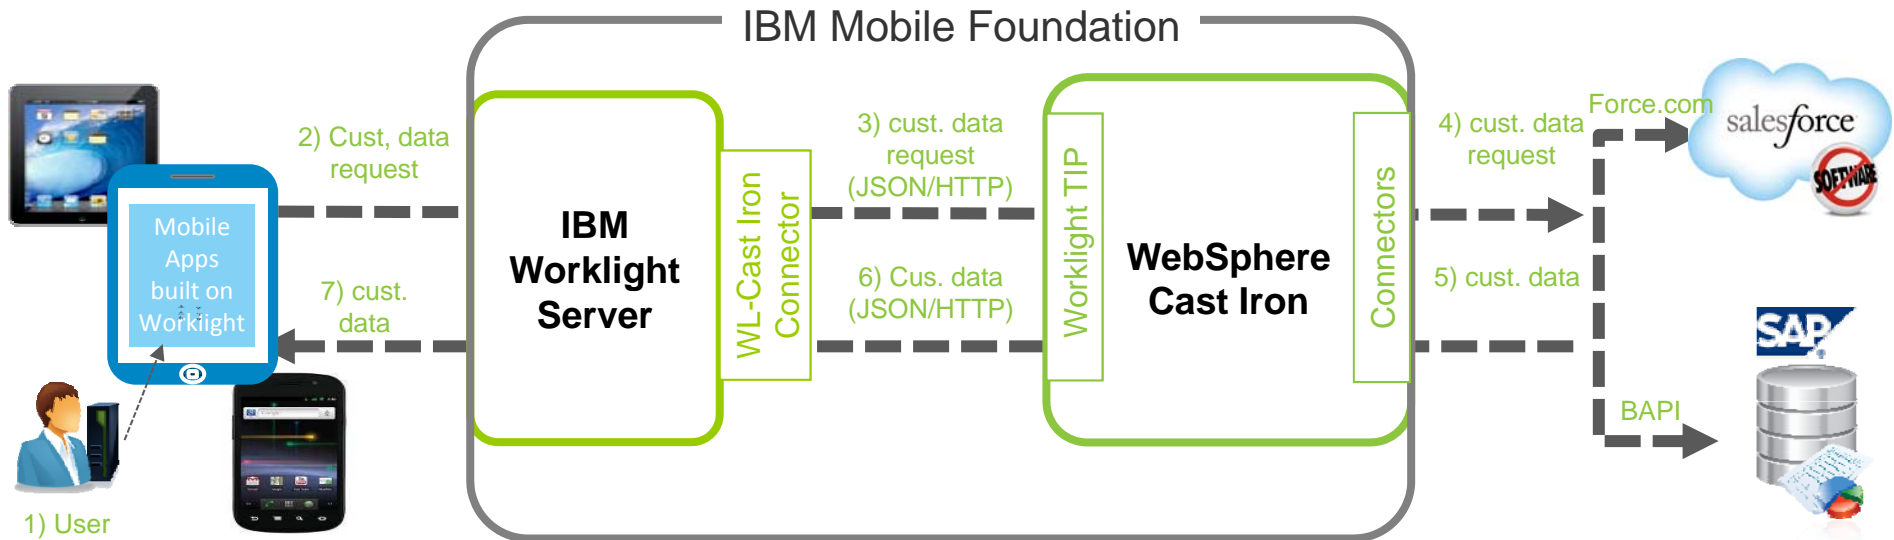 IBM Mobile Foundation
Force.com
salesforce
SOFTWARE
2) Cust, data
request
3) cust. data
request
(JSON/HTTP)
4) cust. data
request
Mobile
Apps
built on
Worklight
IBM
Worklight
Server
WL-Cast Iron
Connector
Worklight TIP
WebSphere
Cast Iron
Connectors
7) cust.
data
6) Cus. data
(JSON/HTTP)
5) cust. data
SAP
BAPI
1) User